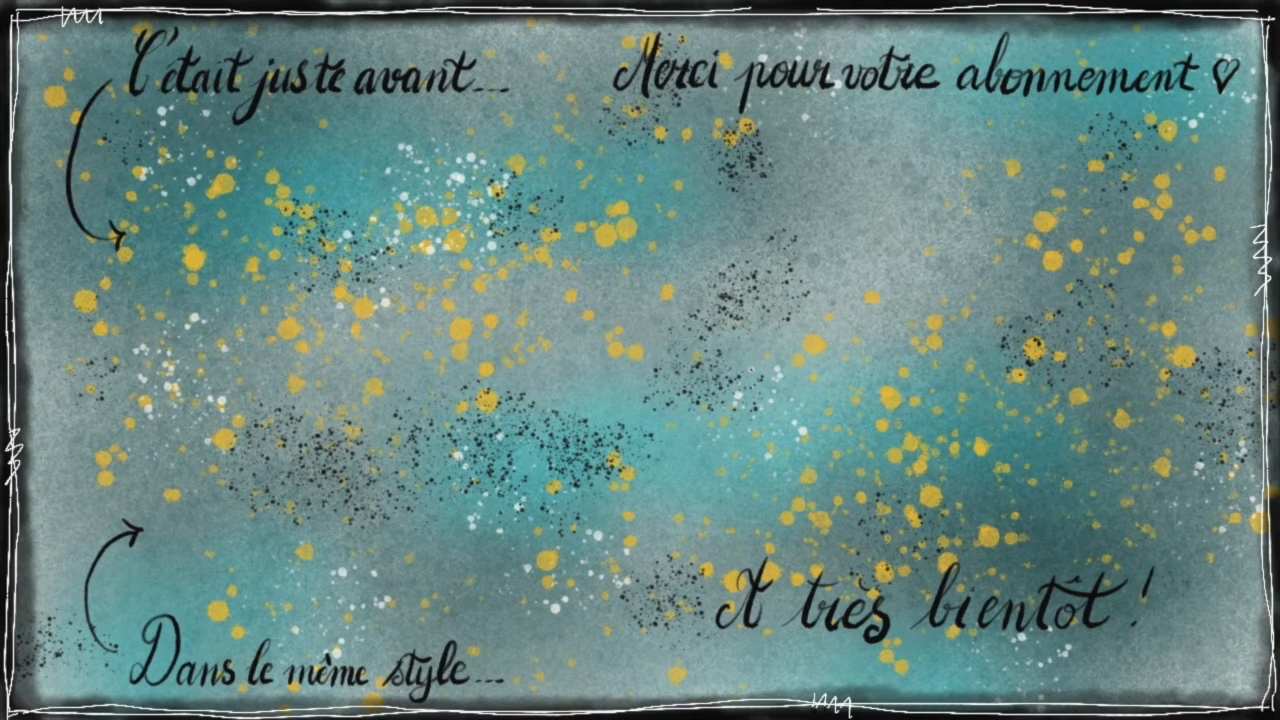 C'était juste avant...
Merci pour votre abonnement ♡
A très bientôt !
Dans le même style...